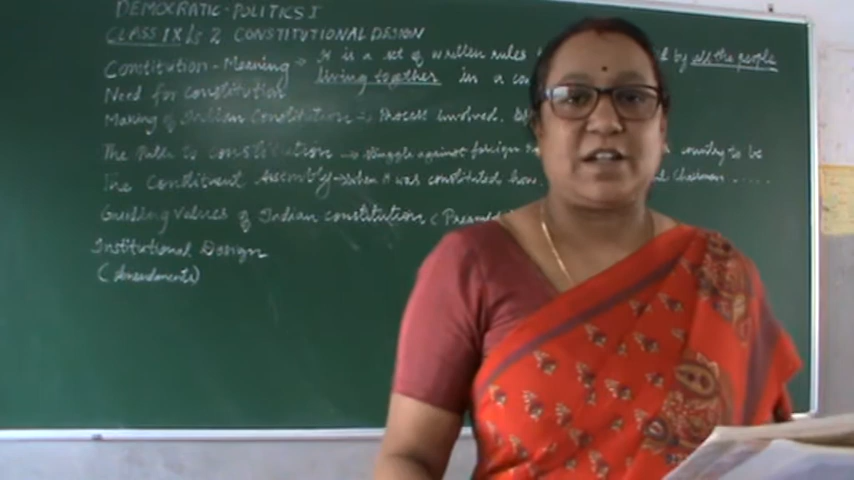 DEMOCRATIC-POLITICS I
CLASS IX Ls 2 CONSTITUTIONAL DESIGN
Constitution - Meaning → It is a set of written rules by all the people
living together in a
Need for constitution
Making of Indian Constitution → Process involved.
The Path to constitution → struggle against foreign country to be
The Constituent Assembly → when it was constituted how. Chairman .....
Guiding values of Indian constitution (
Institutional Design
(Amendments)